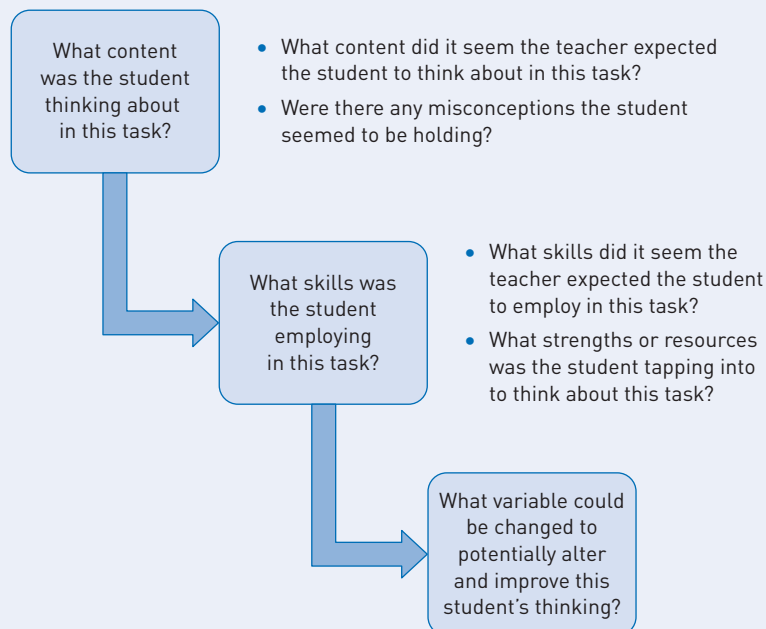 What content
was the student
thinking about
in this task?
• What content did it seem the teacher expected
the student to think about in this task?
• Were there any misconceptions the student
seemed to be holding?
What skills was
the student
employing
in this task?
• What skills did it seem the
teacher expected the student
to employ in this task?
• What strengths or resources
was the student tapping into
to think about this task?
What variable could
be changed to
potentially alter
and improve this
student's thinking?